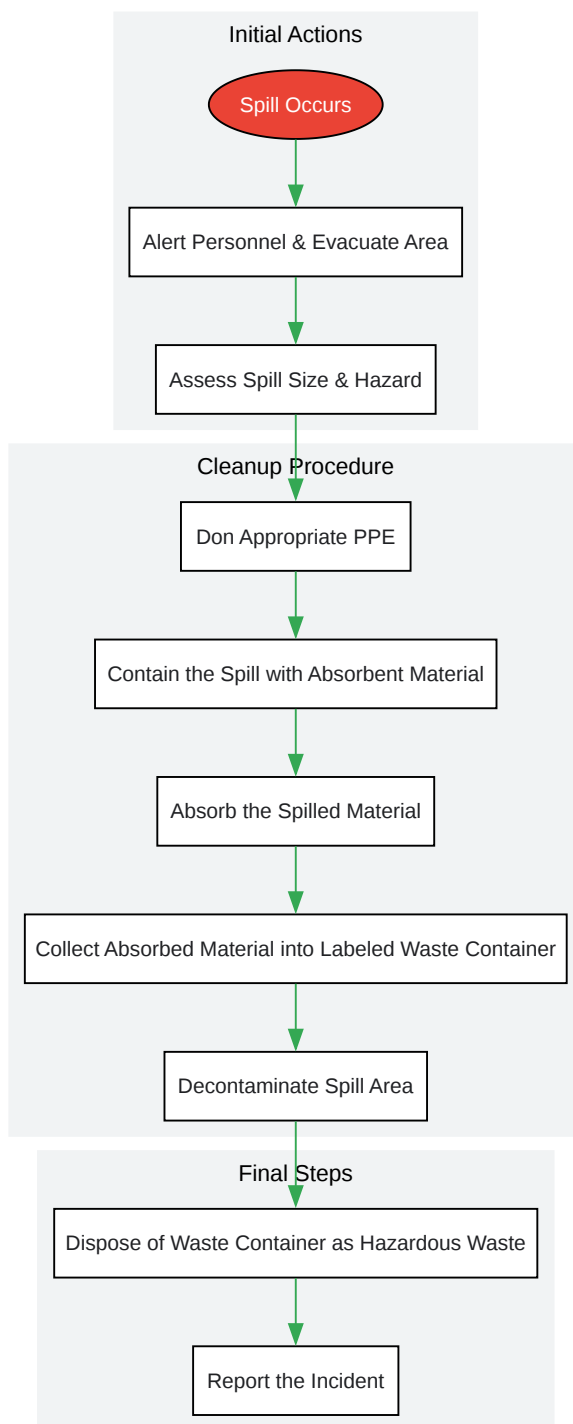 Initial Actions
Spill Occurs
Alert Personnel & Evacuate Area
Assess Spill Size & Hazard
Cleanup Procedure
Don Appropriate PPE
Contain the Spill with Absorbent Material
Absorb the Spilled Material
Collect Absorbed Material into Labeled Waste Container
Decontaminate Spill Area
Final Steps
Dispose of Waste Container as Hazardous Waste
Report the Incident